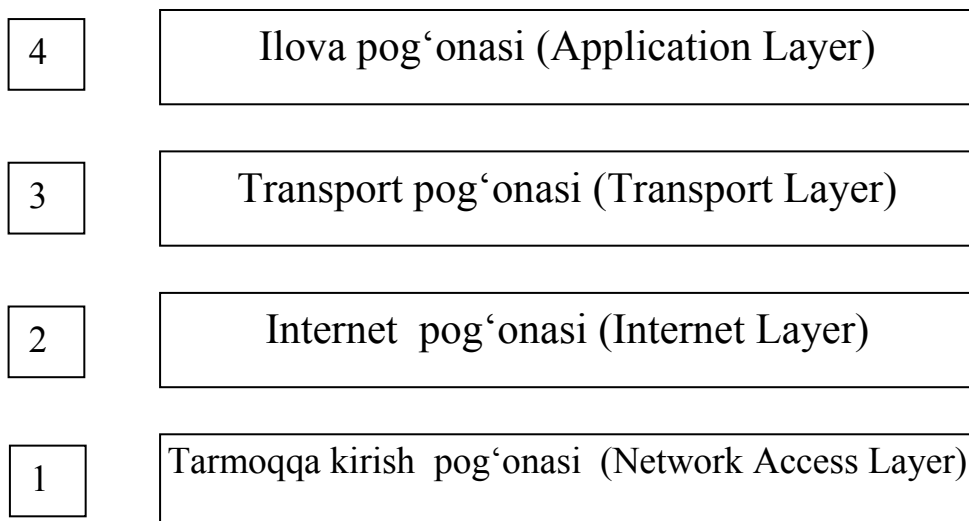 4
Ilova pog‘onasi (Application Layer)
3
Transport pog‘onasi (Transport Layer)
2
Internet pog‘onasi (Internet Layer)
1
Tarmoqqa kirish pog‘onasi (Network Access Layer)